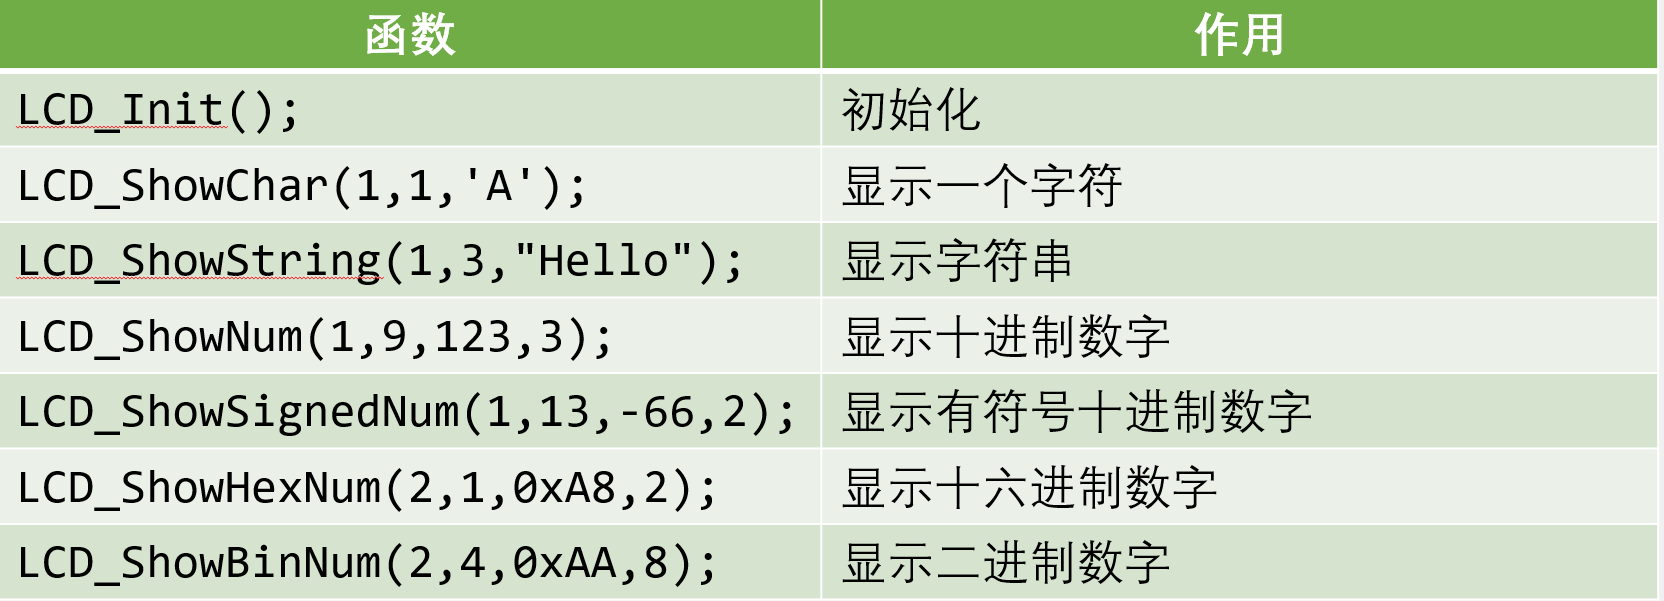 函数 作用
LCD_Init(); 初始化
LCD_ShowChar(1,1,'A'); 显示一个字符
LCD_ShowString(1,3,"Hello"); 显示字符串
LCD_ShowNum(1,9,123,3); 显示十进制数字
LCD_ShowSignedNum(1,13,-66,2); 显示有符号十进制数字
LCD_ShowHexNum(2,1,0xA8,2); 显示十六进制数字
LCD_ShowBinNum(2,4,0xAA,8); 显示二进制数字